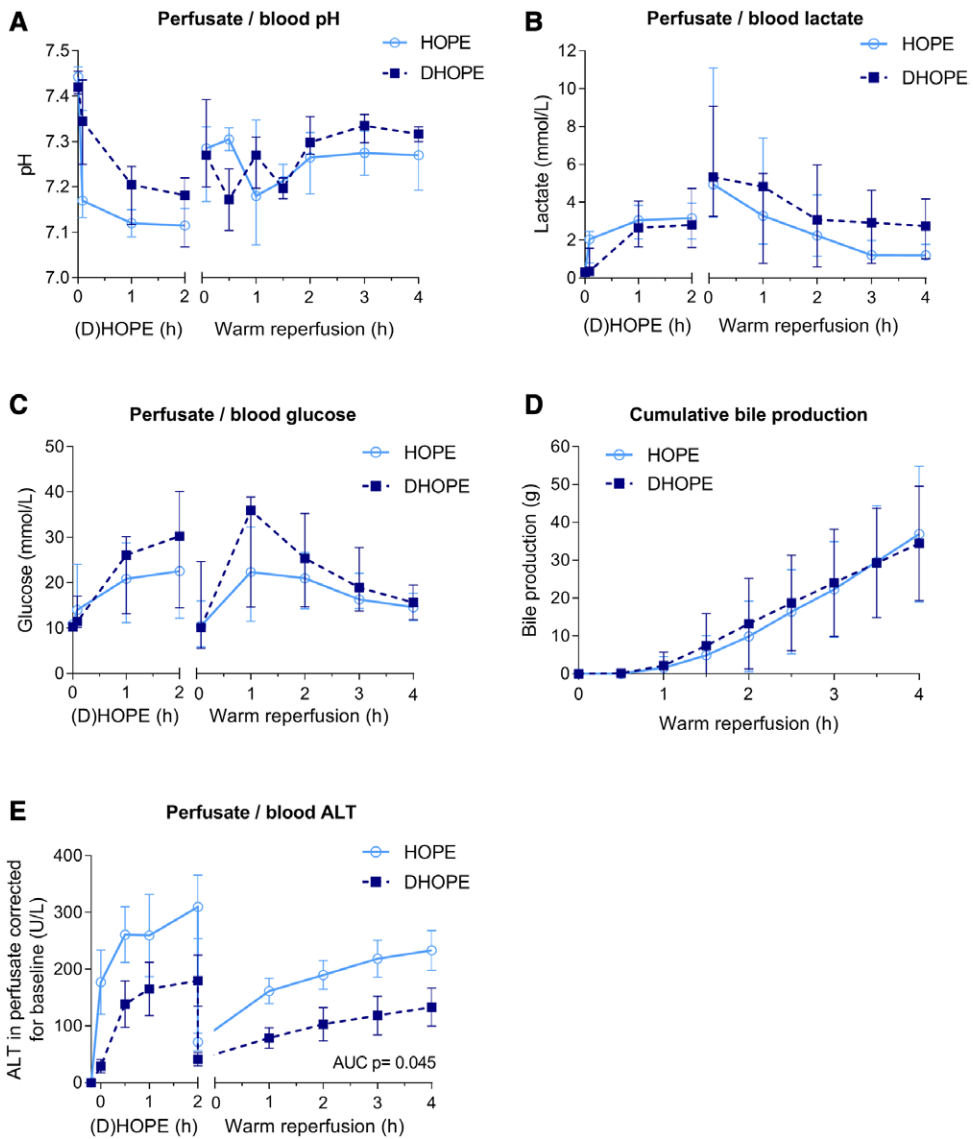 A
Perfusate / blood pH
HOPE
DHOPE
pH
7.5
7.4
7.3
7.2
7.1
7.0
0 1 2 0 1 2 3 4
(D)HOPE (h) Warm reperfusion (h)
B
Perfusate / blood lactate
HOPE
DHOPE
Lactate (mmol/L)
12
10
8
6
4
2
0
0 1 2 0 1 2 3 4
(D)HOPE (h) Warm reperfusion (h)
C
Perfusate / blood glucose
HOPE
DHOPE
Glucose (mmol/L)
50
40
30
20
10
0
0 1 2 0 1 2 3 4
(D)HOPE (h) Warm reperfusion (h)
D
Cumulative bile production
HOPE
DHOPE
Bile production (g)
60
50
40
30
20
10
0
0 1 2 3 4
Warm reperfusion (h)
E
Perfusate / blood ALT
HOPE
DHOPE
ALT in perfusate corrected
for baseline (U/L)
400
300
200
100
0
AUC p= 0.045
0 1 2 0 1 2 3 4
(D)HOPE (h) Warm reperfusion (h)